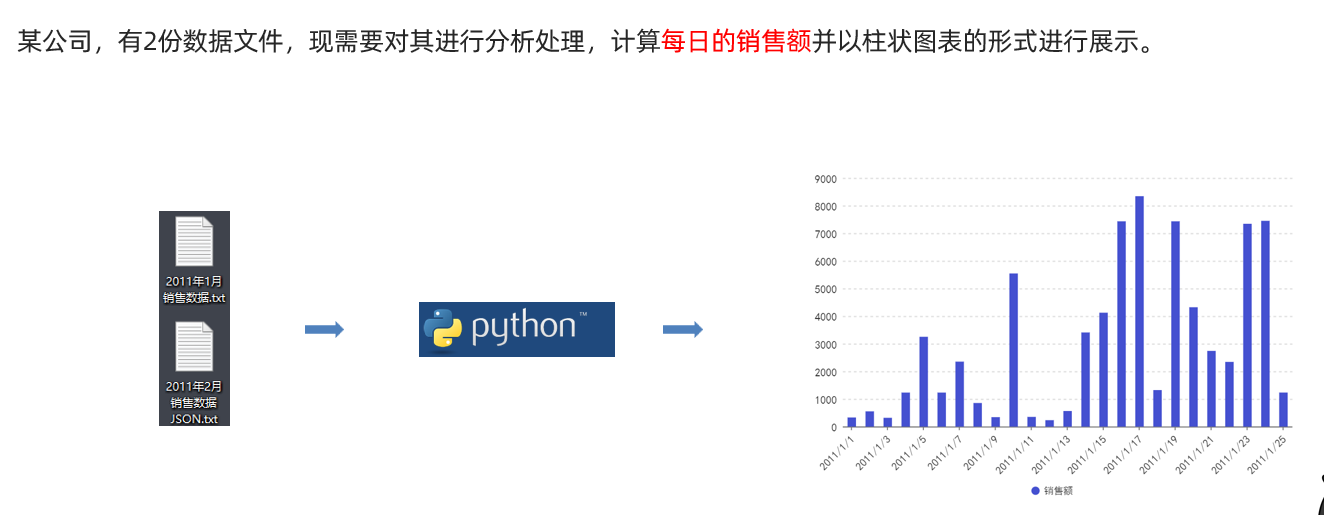 某公司，有2份数据文件，现需要对其进行分析处理，计算每日的销售额并以柱状图表的形式进行展示。
2011年1月
销售数据.txt
2011年2月
销售数据
JSON.txt
python™
9000
8000
7000
6000
5000
4000
3000
2000
1000
0
2011/1/1
2011/1/3
2011/1/5
2011/1/7
2011/1/9
2011/1/11
2011/1/13
2011/1/15
2011/1/17
2011/1/19
2011/1/21
2011/1/23
2011/1/25
销售额